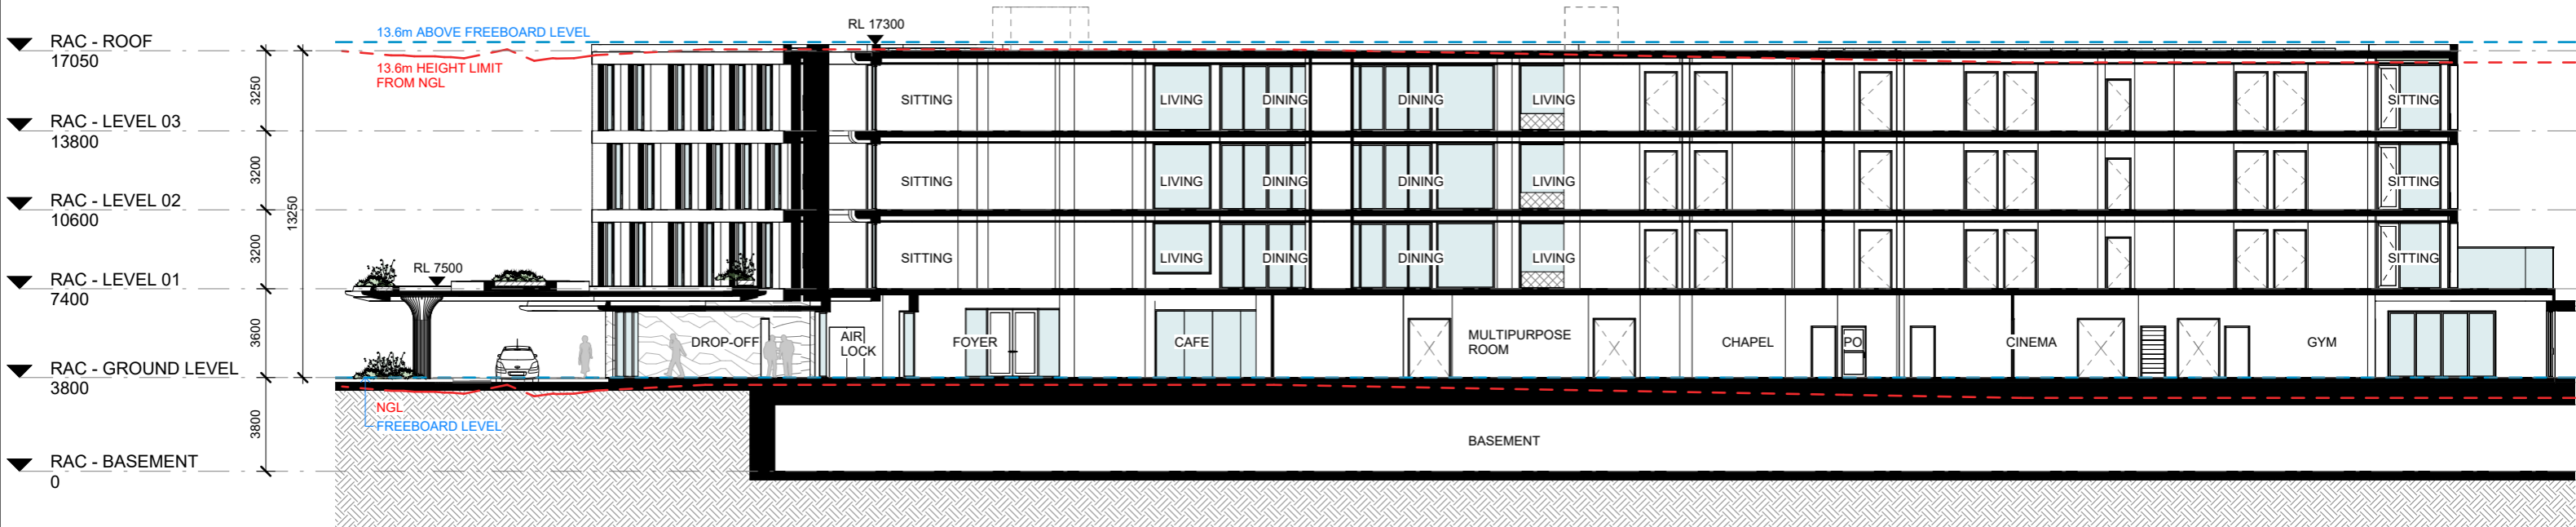 RL 17300
13.6m ABOVE FREEBOARD LEVEL
RAC - ROOF
17050
13.6m HEIGHT LIMIT
FROM NGL
3250
SITTING
LIVING
DINING
DINING
LIVING
SITTING
RAC - LEVEL 03
13800
3200
SITTING
LIVING
DINING
DINING
LIVING
SITTING
RAC - LEVEL 02
10600
13250
3200
SITTING
LIVING
DINING
DINING
LIVING
SITTING
RL 7500
RAC - LEVEL 01
7400
3600
DROP-OFF
AIR
LOCK
FOYER
CAFE
MULTIPURPOSE
ROOM
CHAPEL
PO
CINEMA
GYM
RAC - GROUND LEVEL
3800
NGL
FREEBOARD LEVEL
3800
BASEMENT
RAC - BASEMENT
0